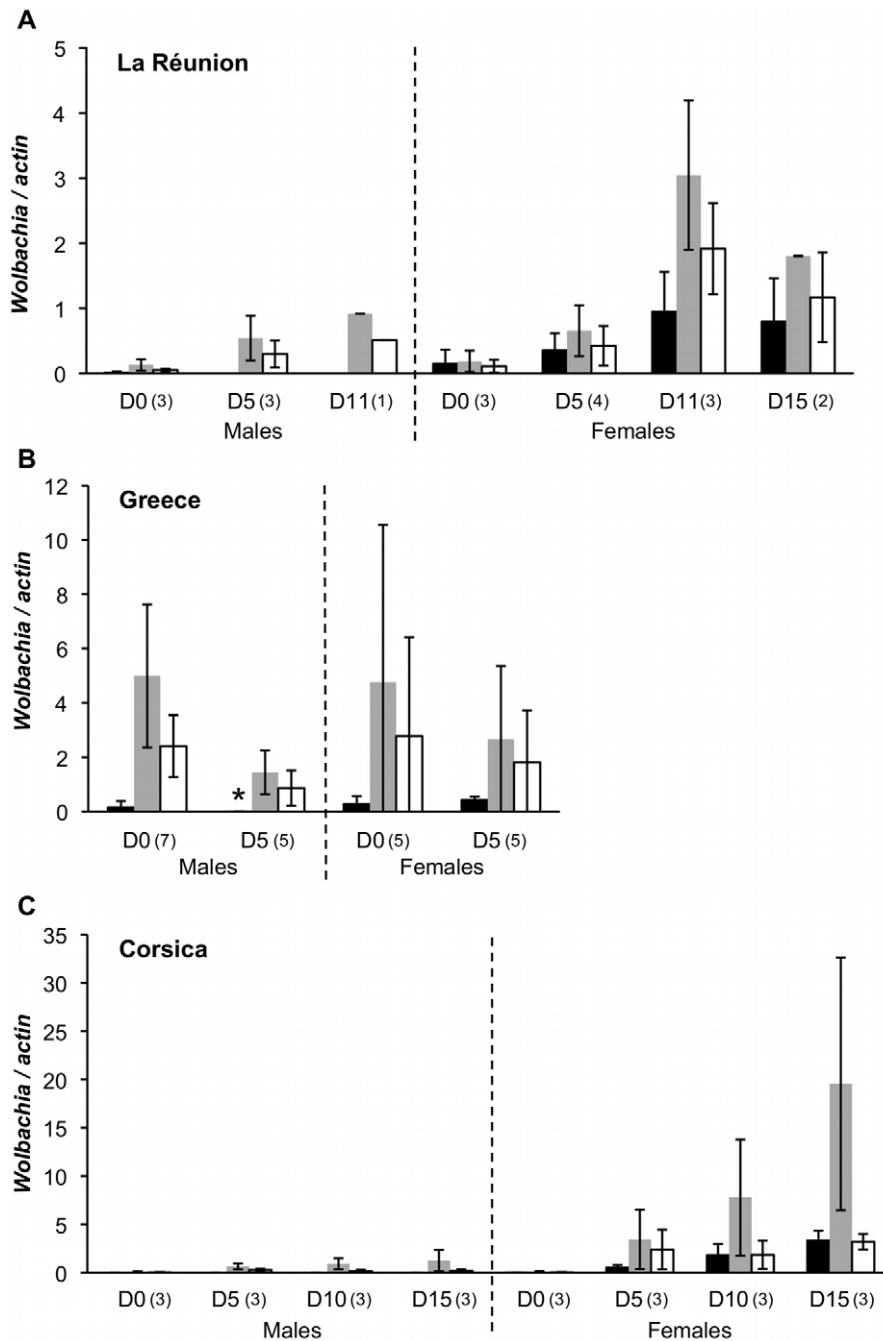 A
La Réunion
Wolbachia / actin
5
4
3
2
1
0
D0 (3) D5 (3) D11 (1) D0 (3) D5 (4) D11 (3) D15 (2)
Males Females
B
Greece
Wolbachia / actin
12
10
8
6
4
2
0
*
D0 (7) D5 (5) D0 (5) D5 (5)
Males Females
C
Corsica
Wolbachia / actin
35
30
25
20
15
10
5
0
D0 (3) D5 (3) D10 (3) D15 (3) D0 (3) D5 (3) D10 (3) D15 (3)
Males Females